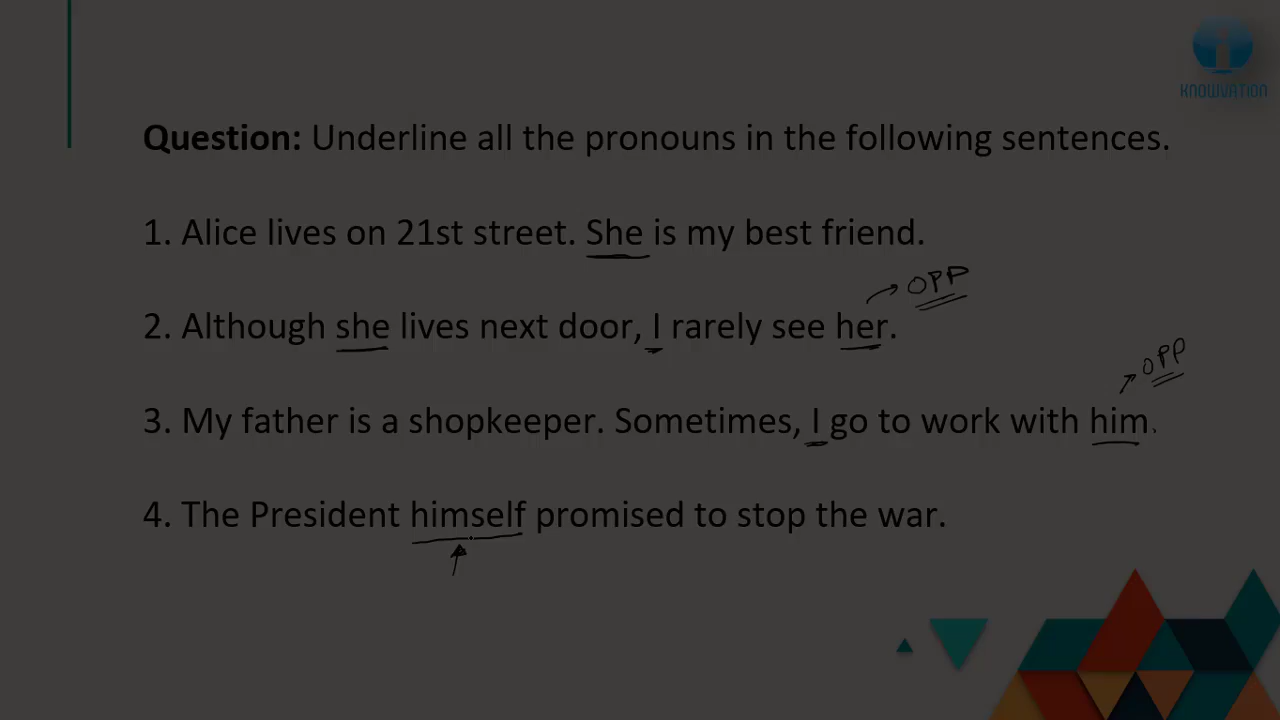 KNOWVATION
Question: Underline all the pronouns in the following sentences.
1. Alice lives on 21st street. She is my best friend.
OPP
2. Although she lives next door, I rarely see her.
OPP
3. My father is a shopkeeper. Sometimes, I go to work with him.
4. The President himself promised to stop the war.